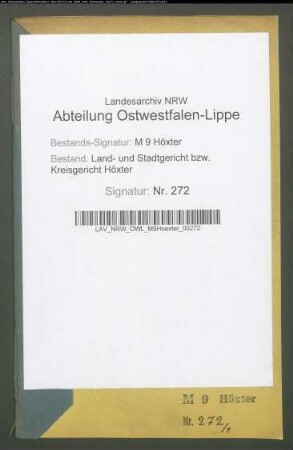 Landesarchiv NRW
Abteilung Ostwestfalen-Lippe
Bestands-Signatur: M 9 Höxter
Bestand: Land- und Stadtgericht bzw.
Kreisgericht Höxter
Signatur: Nr. 272
LAV_NRW_OWL_M9Hoexter_00272
M 9 Höxter
Nr. 272/1